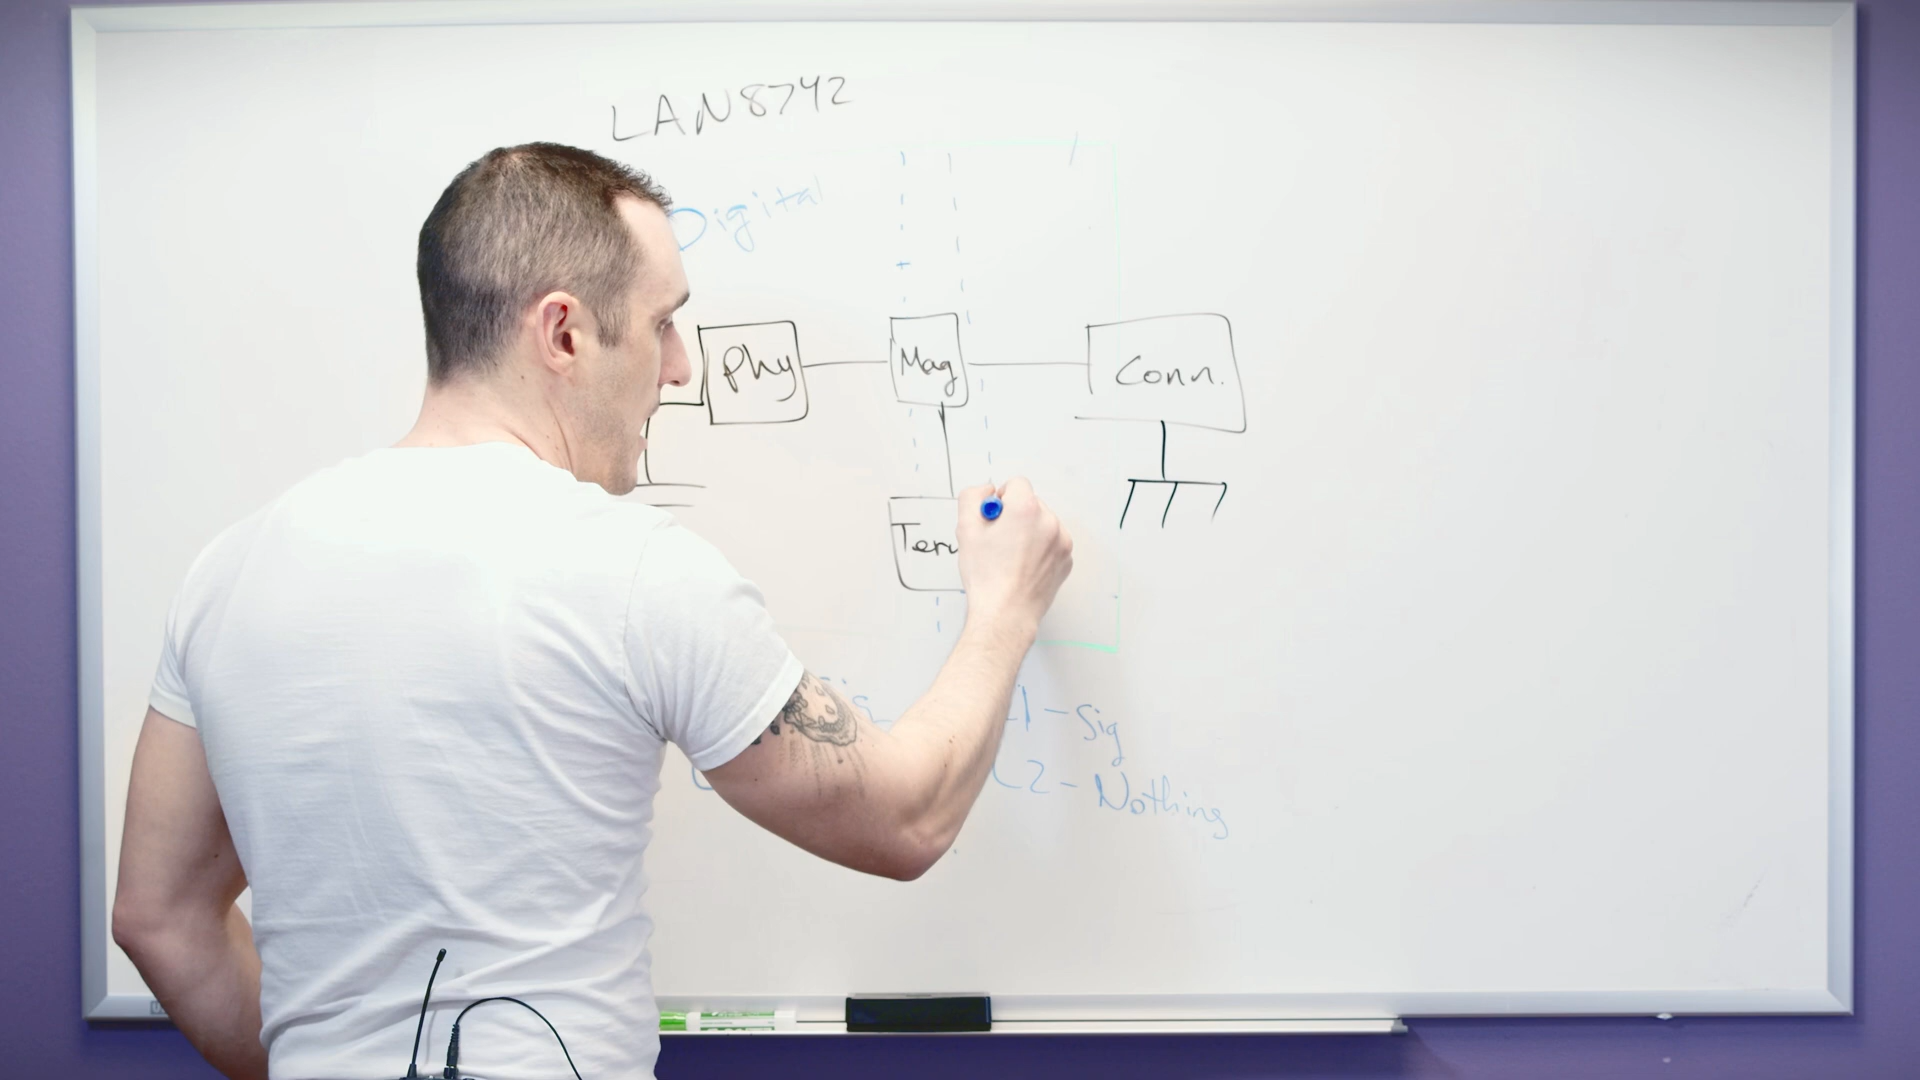 LAN8742
Digital
Phy
Mag
Conn.
L1-Sig
L2-Nothing